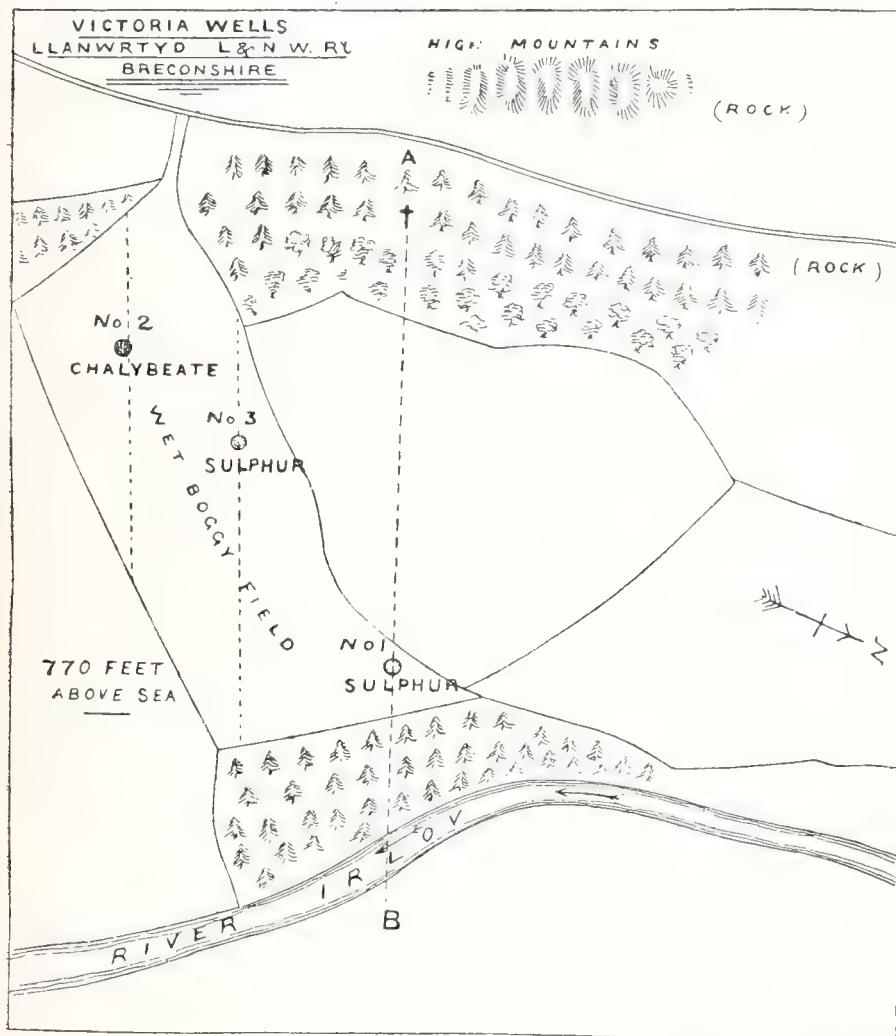 VICTORIA WELLS
LLANWRTYD L & N W. RY
BRECONSHIRE
HIGH MOUNTAINS
(ROCK)
A
(ROCK)
No 2
CHALYBEATE
No 3
SULPHUR
WET BOGGY FIELD
No 1
SULPHUR
770 FEET
ABOVE SEA
N
RIVER IRLOV
B